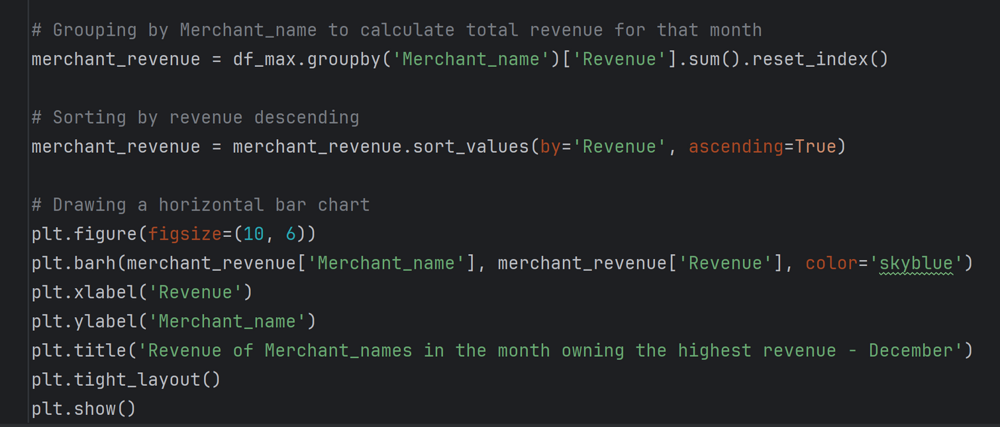 # Grouping by Merchant_name to calculate total revenue for that month
merchant_revenue = df_max.groupby('Merchant_name')['Revenue'].sum().reset_index()
# Sorting by revenue descending
merchant_revenue = merchant_revenue.sort_values(by='Revenue', ascending=True)
# Drawing a horizontal bar chart
plt.figure(figsize=(10, 6))
plt.barh(merchant_revenue['Merchant_name'], merchant_revenue['Revenue'], color='skyblue')
plt.xlabel('Revenue')
plt.ylabel('Merchant_name')
plt.title('Revenue of Merchant_names in the month owning the highest revenue - December')
plt.tight_layout()
plt.show()